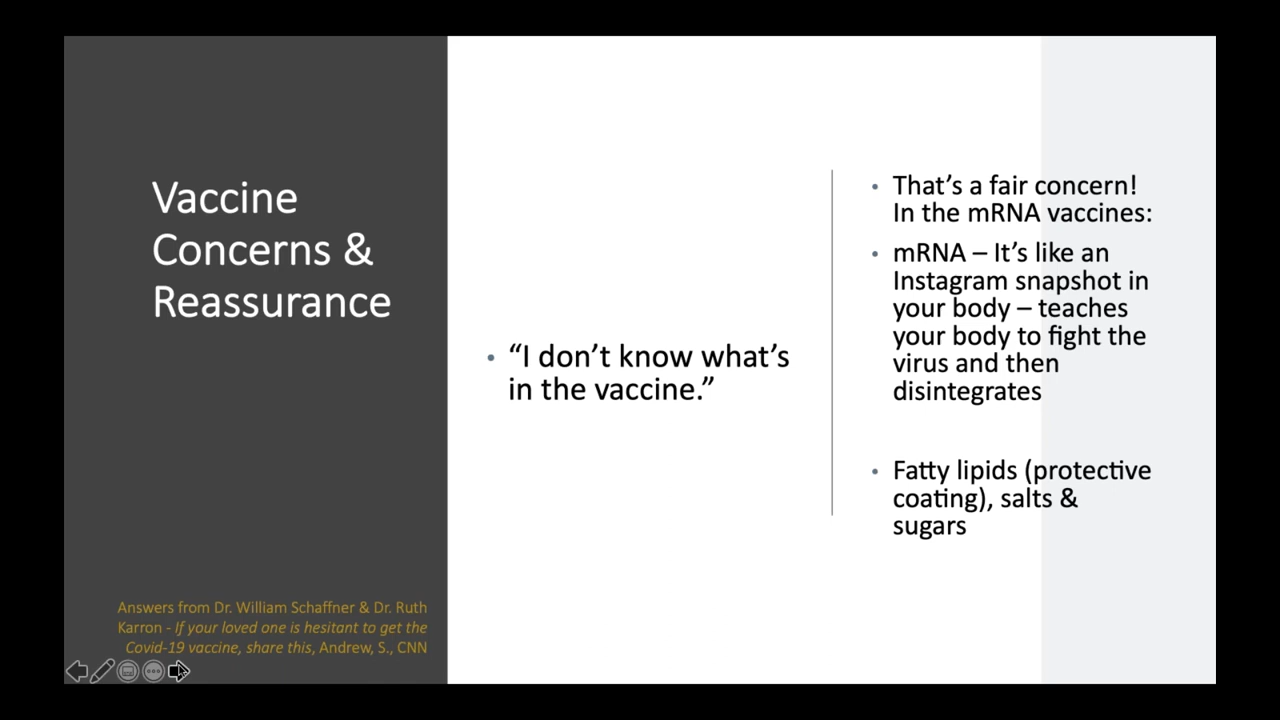 Vaccine
Concerns &
Reassurance
• “I don’t know what’s
in the vaccine.”
• That’s a fair concern!
In the mRNA vaccines:
• mRNA – It’s like an
Instagram snapshot in
your body – teaches
your body to fight the
virus and then
disintegrates
• Fatty lipids (protective
coating), salts &
sugars
Answers from Dr. William Schaffner & Dr. Ruth
Karron - If your loved one is hesitant to get the
Covid-19 vaccine, share this, Andrew, S., CNN